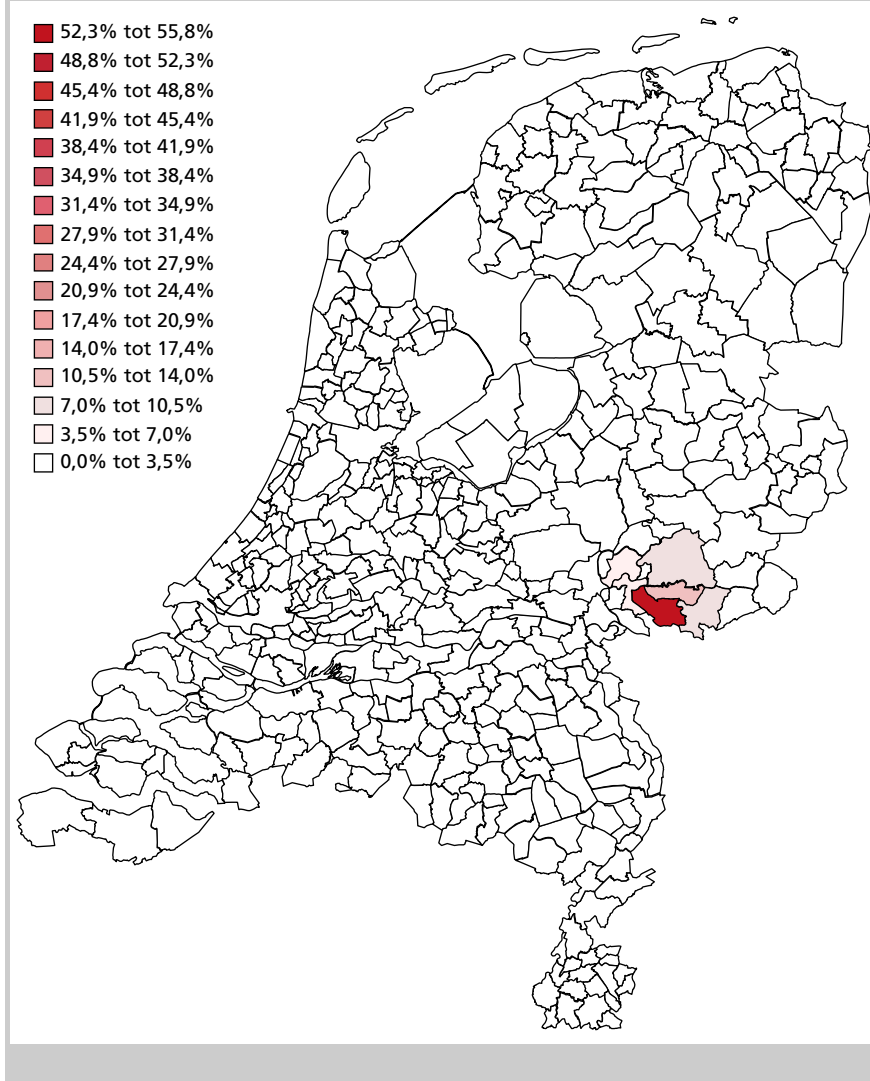 52,3% tot 55,8%
48,8% tot 52,3%
45,4% tot 48,8%
41,9% tot 45,4%
38,4% tot 41,9%
34,9% tot 38,4%
31,4% tot 34,9%
27,9% tot 31,4%
24,4% tot 27,9%
20,9% tot 24,4%
17,4% tot 20,9%
14,0% tot 17,4%
10,5% tot 14,0%
7,0% tot 10,5%
3,5% tot 7,0%
0,0% tot 3,5%